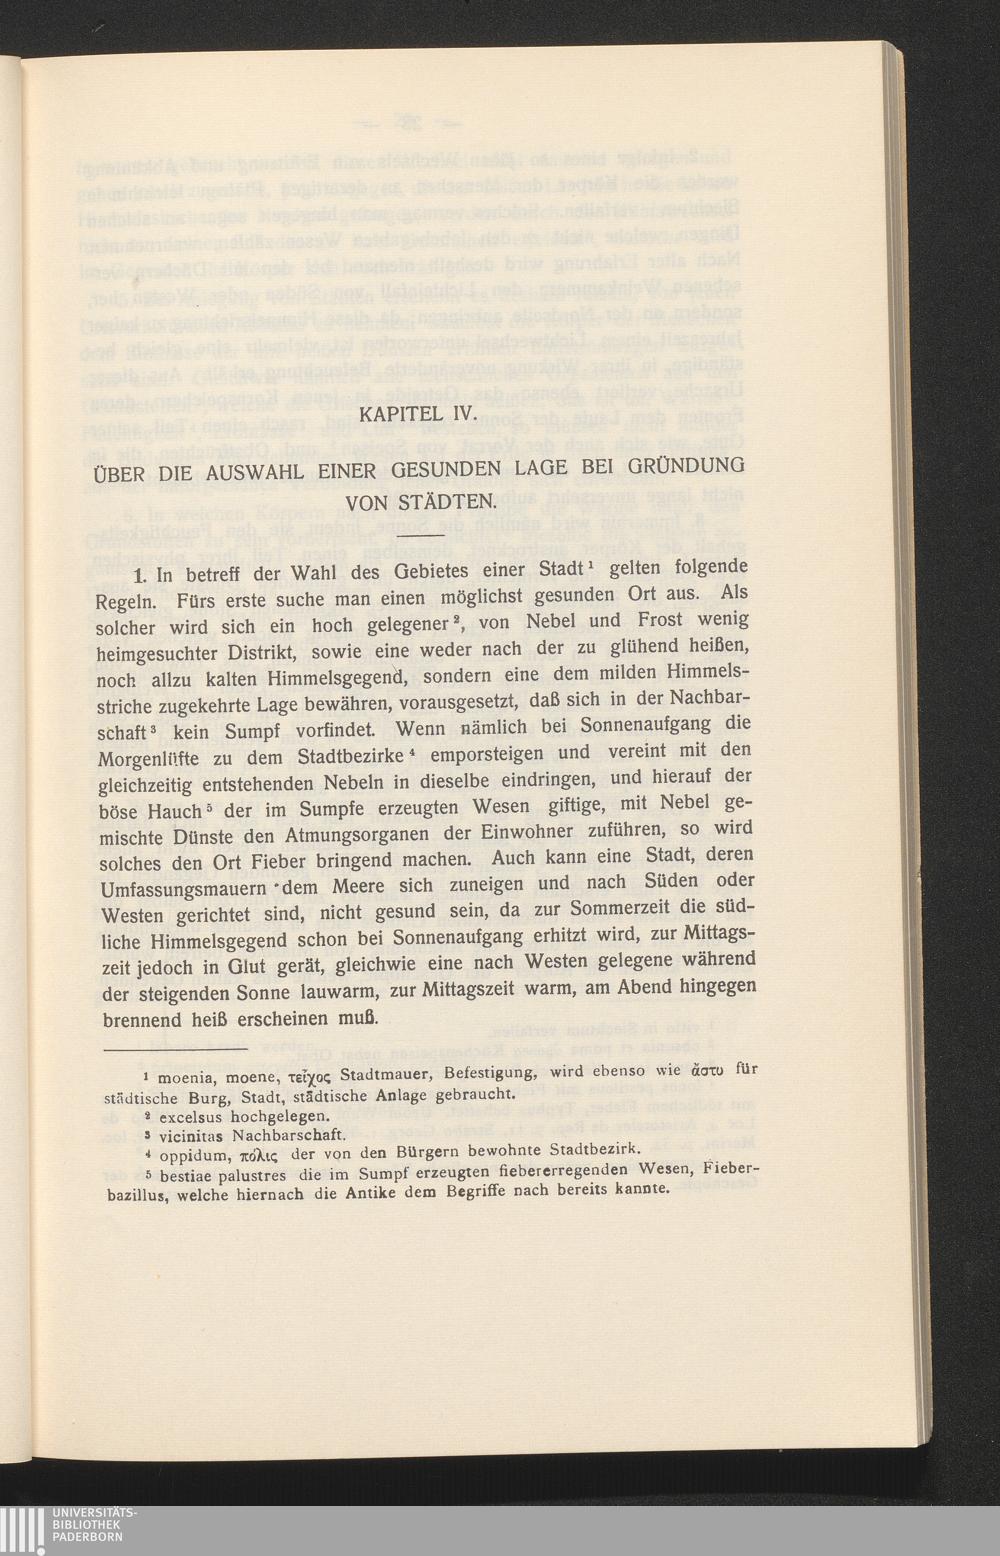 KAPITEL IV.
ÜBER DIE AUSWAHL EINER GESUNDEN LAGE BEI GRÜNDUNG
VON STÄDTEN.
1. In betreff der Wahl des Gebietes einer Stadt¹ gelten folgende
Regeln. Fürs erste suche man einen möglichst gesunden Ort aus. Als
solcher wird sich ein hoch gelegener², von Nebel und Frost wenig
heimgesuchter Distrikt, sowie eine weder nach der zu glühend heißen,
noch allzu kalten Himmelsgegend, sondern eine dem milden Himmels-
striche zugekehrte Lage bewähren, vorausgesetzt, daß sich in der Nachbar-
schaft³ kein Sumpf vorfindet. Wenn nämlich bei Sonnenaufgang die
Morgenlüfte zu dem Stadtbezirke⁴ emporsteigen und vereint mit den
gleichzeitig entstehenden Nebeln in dieselbe eindringen, und hierauf der
böse Hauch⁵ der im Sumpfe erzeugten Wesen giftige, mit Nebel ge-
mischte Dünste den Atmungsorganen der Einwohner zuführen, so wird
solches den Ort Fieber bringend machen. Auch kann eine Stadt, deren
Umfassungsmauern dem Meere sich zuneigen und nach Süden oder
Westen gerichtet sind, nicht gesund sein, da zur Sommerzeit die süd-
liche Himmelsgegend schon bei Sonnenaufgang erhitzt wird, zur Mittags-
zeit jedoch in Glut gerät, gleichwie eine nach Westen gelegene während
der steigenden Sonne lauwarm, zur Mittagszeit warm, am Abend hingegen
brennend heiß erscheinen muß.
¹ moenia, moene, τεῖχος Stadtmauer, Befestigung, wird ebenso wie ἄστυ für
städtische Burg, Stadt, städtische Anlage gebraucht.
² excelsus hochgelegen.
³ vicinitas Nachbarschaft.
⁴ oppidum, πόλις der von den Bürgern bewohnte Stadtbezirk.
⁵ bestiae palustres die im Sumpf erzeugten fiebererregenden Wesen, Fieber-
bazillus, welche hiernach die Antike dem Begriffe nach bereits kannte.
UNIVERSITÄTS-
BIBLIOTHEK
PADERBORN